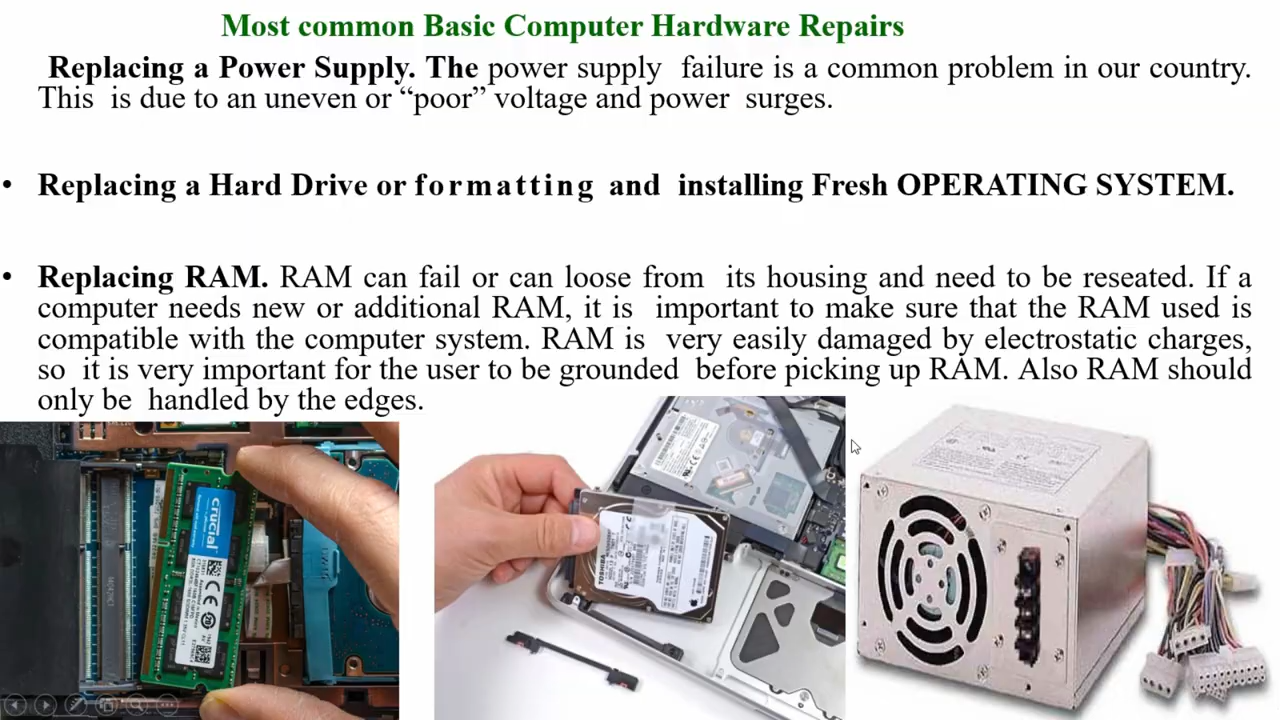 Most common Basic Computer Hardware Repairs
Replacing a Power Supply. The power supply failure is a common problem in our country.
This is due to an uneven or “poor” voltage and power surges.
• Replacing a Hard Drive or formatting and installing Fresh OPERATING SYSTEM.
• Replacing RAM. RAM can fail or can loose from its housing and need to be reseated. If a
computer needs new or additional RAM, it is important to make sure that the RAM used is
compatible with the computer system. RAM is very easily damaged by electrostatic charges,
so it is very important for the user to be grounded before picking up RAM. Also RAM should
only be handled by the edges.
crucial
TOSHIBA